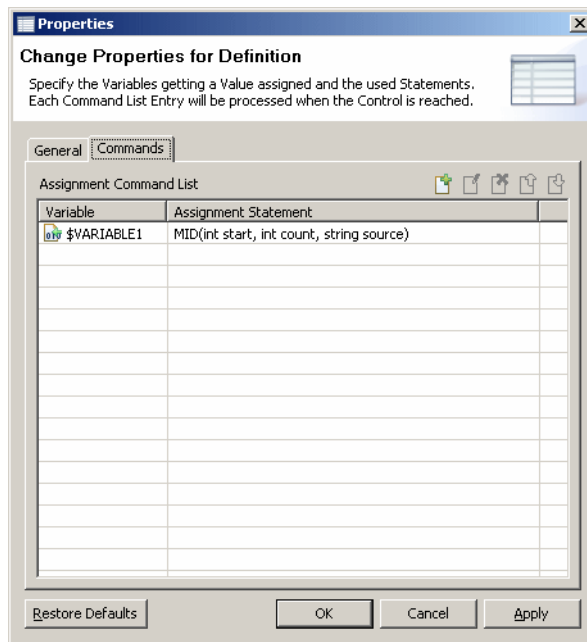 Properties
Change Properties for Definition
Specify the Variables getting a Value assigned and the used Statements.
Each Command List Entry will be processed when the Control is reached.
General Commands
Assignment Command List
Variable Assignment Statement
$VARIABLE1 MID(int start, int count, string source)
Restore Defaults OK Cancel Apply